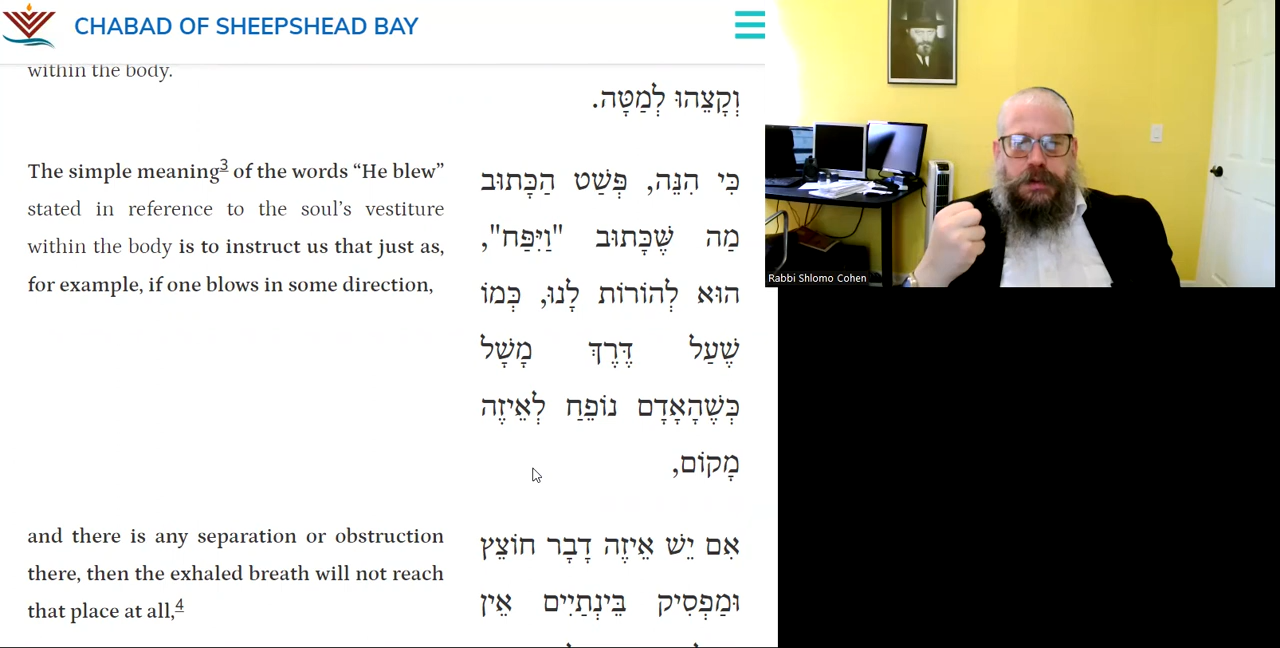 CHABAD OF SHEEPSHEAD BAY
within the body.
The simple meaning3 of the words “He blew”
stated in reference to the soul’s vestiture
within the body is to instruct us that just as,
for example, if one blows in some direction,
and there is any separation or obstruction
there, then the exhaled breath will not reach
that place at all,4
וְקָצֵהוּ לְמַטָּה.
כִּי הִנֵּה, פְּשַׁט הַכָּתוּב
מַה שֶּׁכָּתוּב "וַיִּפַּח",
הוּא לְהוֹרוֹת לָנוּ, כְּמוֹ
שֶׁעַל דֶּרֶךְ מָשָׁל
כְּשֶׁהָאָדָם נוֹפֵחַ לְאֵיזֶה
מָקוֹם,
אִם יֵשׁ אֵיזֶה דָּבָר חוֹצֵץ
וּמַפְסִיק בֵּינְתַיִים אֵין
Rabbi Shlomo Cohen